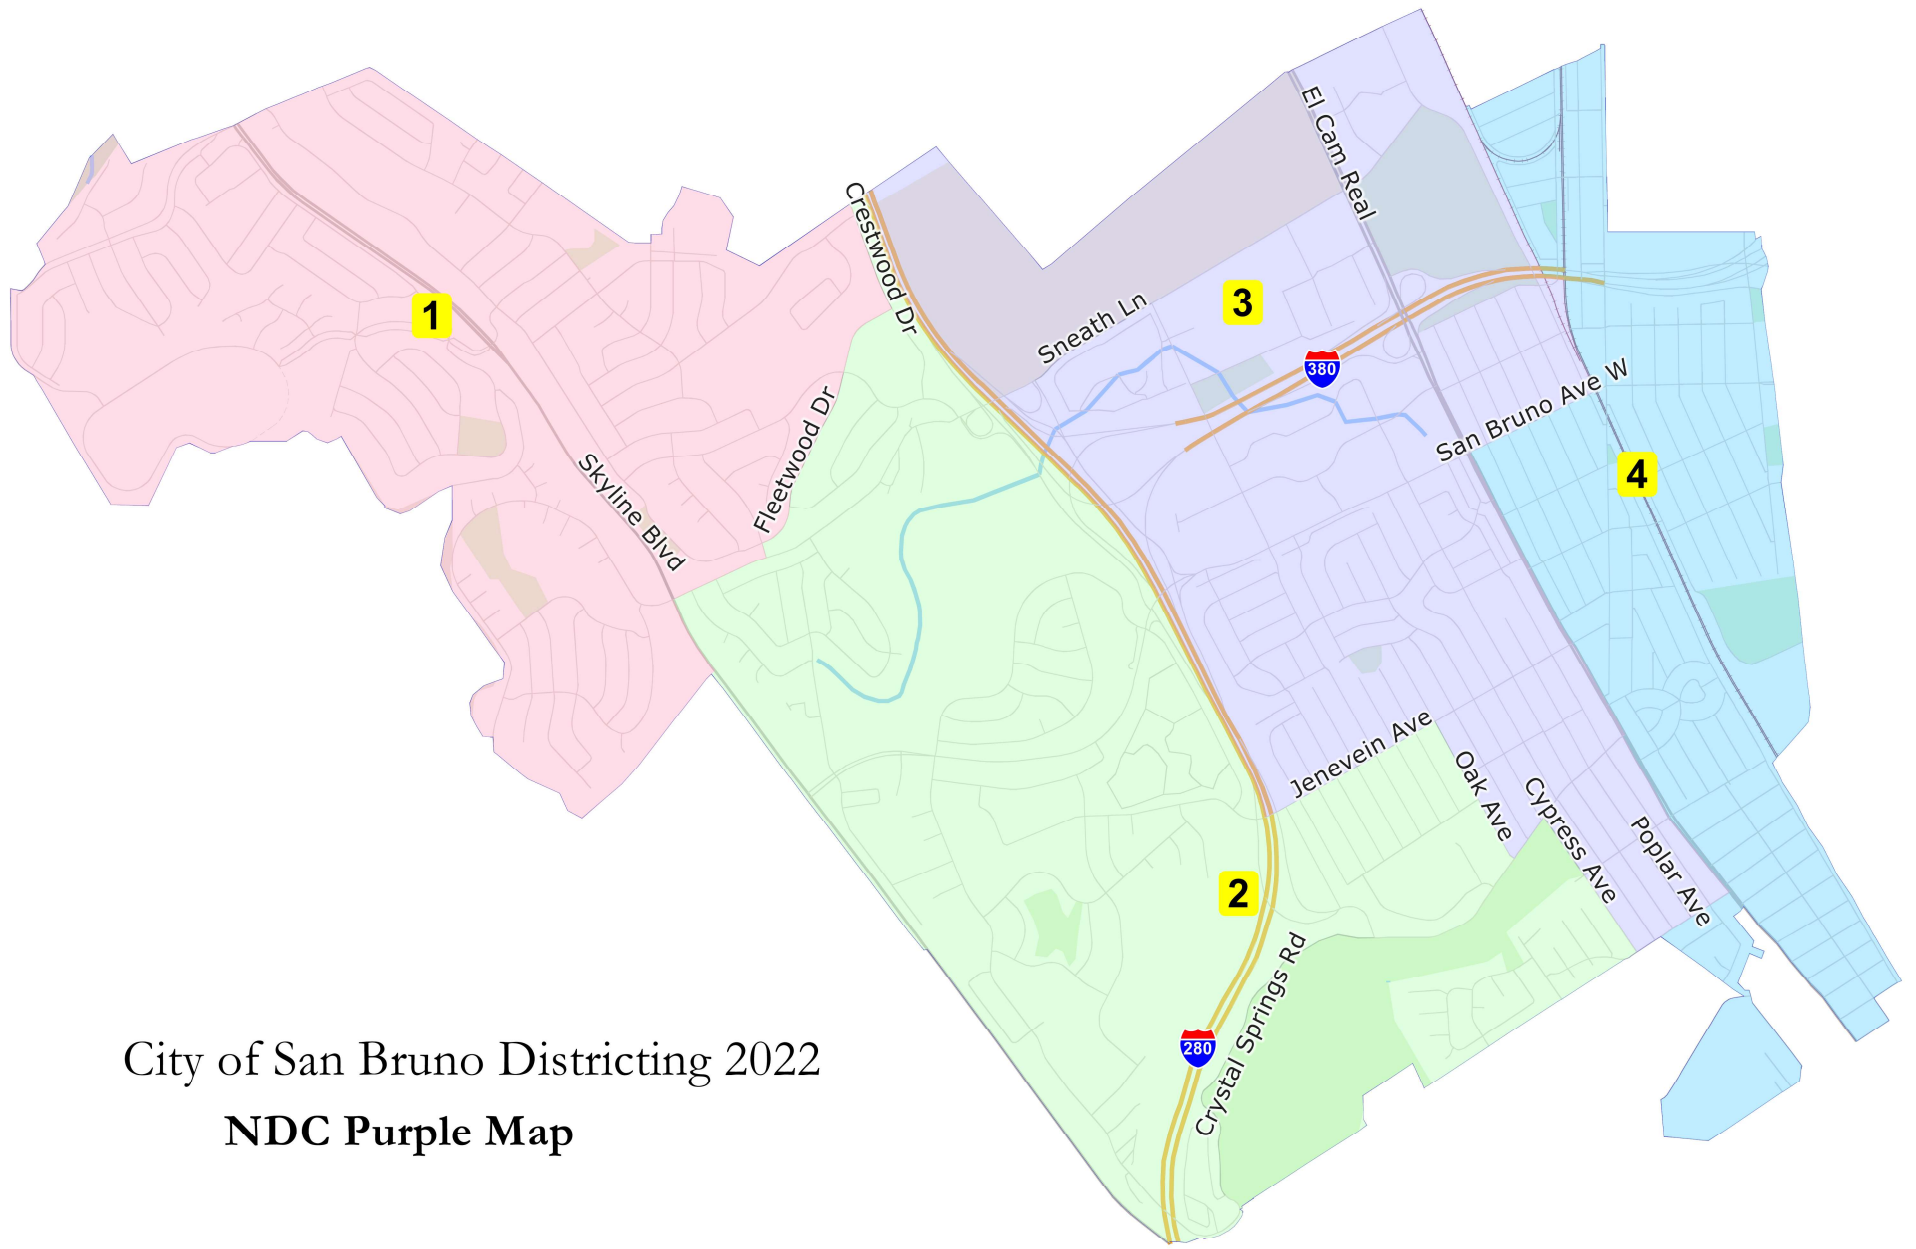 El Cam Real
Crestwood Dr
Sneath Ln
3
1
380
San Bruno Ave W
Fleetwood Dr
Skyline Blvd
4
Jenevein Ave
Oak Ave
Cypress Ave
Poplar Ave
2
Crystal Springs Rd
280
City of San Bruno Districting 2022
NDC Purple Map